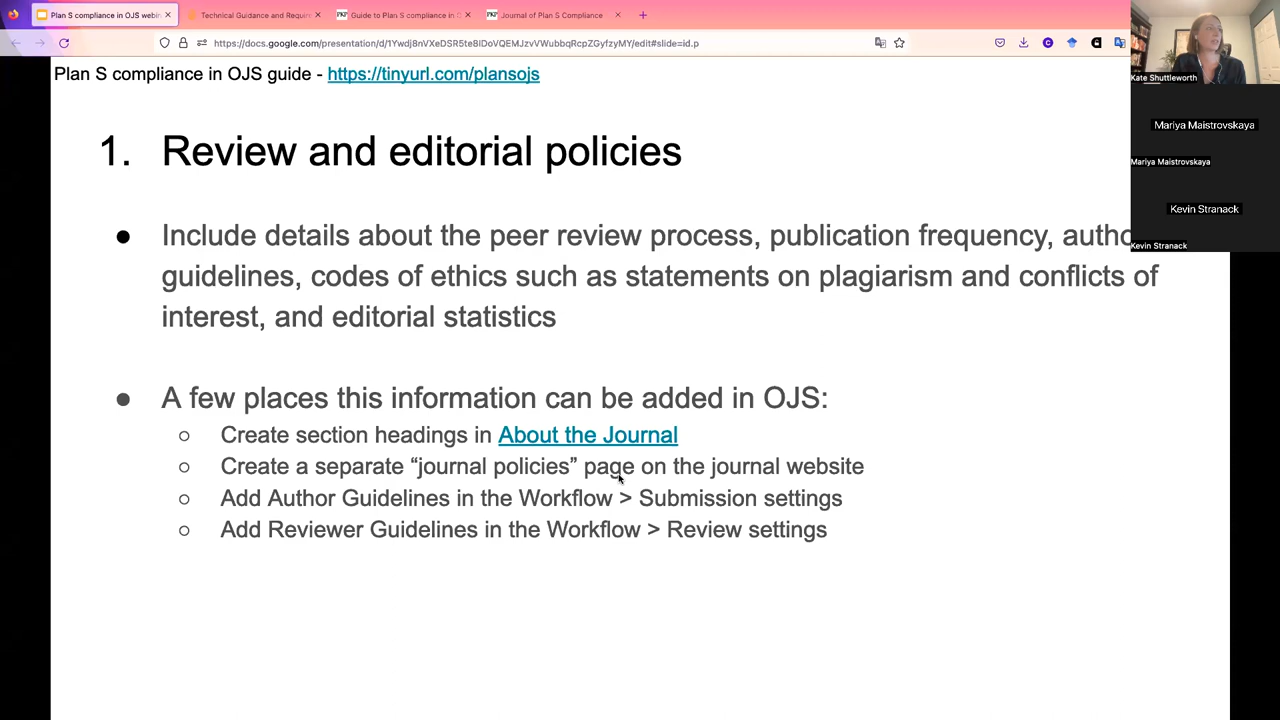 Plan S compliance in OJS webin
Technical Guidance and Require
PKP Guide to Plan S compliance in O
PKP Journal of Plan S Compliance
https://docs.google.com/presentation/d/1Ywdj8nVXeDSR5te8lDoVQEMJzvVWubbqRcpZGyfzyMY/edit#slide=id.p
Plan S compliance in OJS guide - https://tinyurl.com/plansojs
Kate Shuttleworth
Mariya Maistrovskaya
Mariya Maistrovskaya
Kevin Stranack
Kevin Stranack
1. Review and editorial policies
● Include details about the peer review process, publication frequency, autho
guidelines, codes of ethics such as statements on plagiarism and conflicts of
interest, and editorial statistics
● A few places this information can be added in OJS:
○ Create section headings in About the Journal
○ Create a separate “journal policies” page on the journal website
○ Add Author Guidelines in the Workflow > Submission settings
○ Add Reviewer Guidelines in the Workflow > Review settings